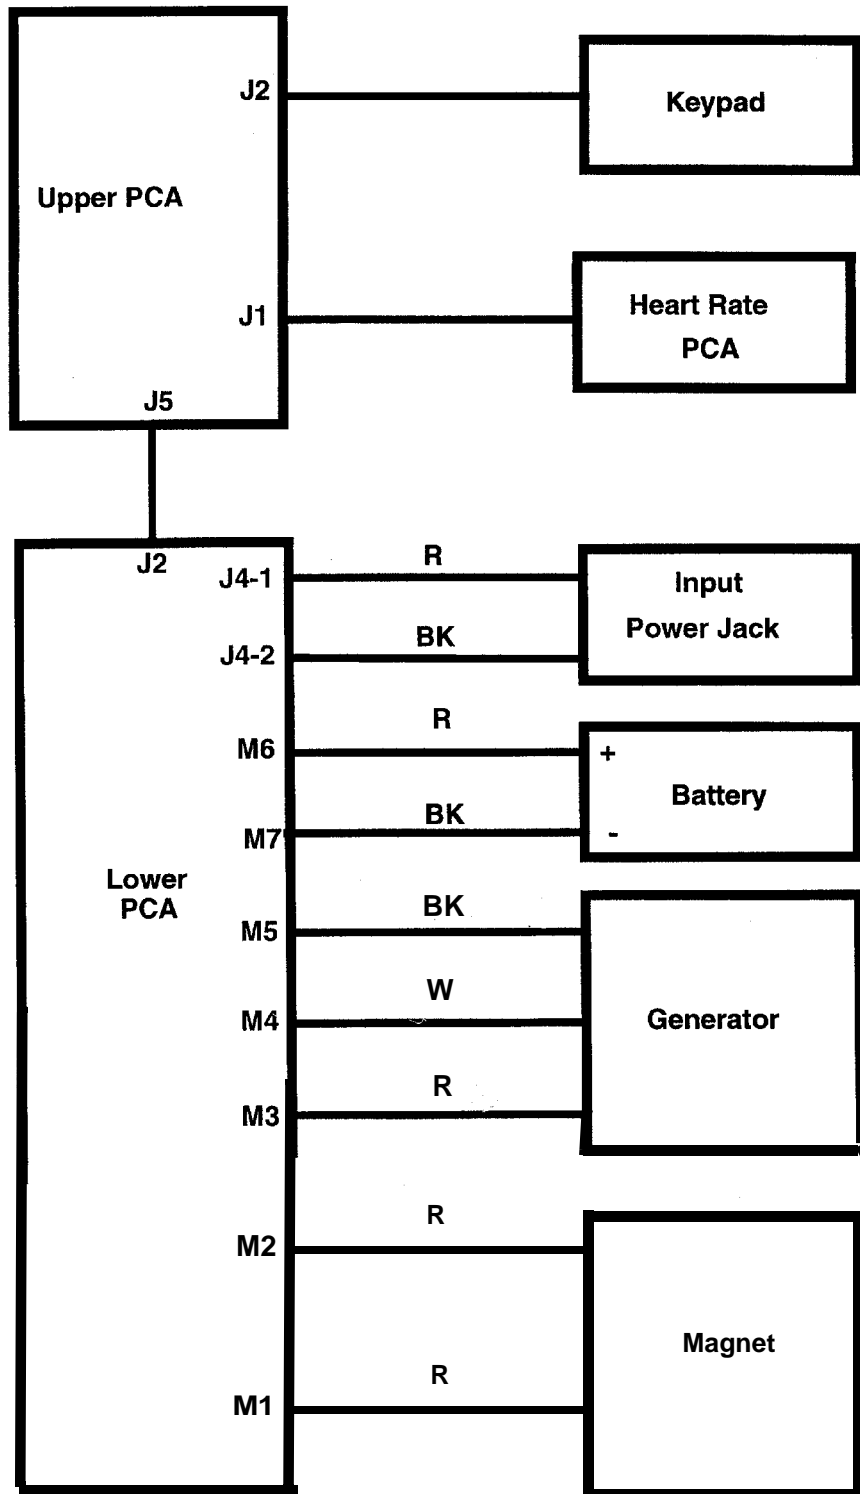 J2
Keypad
Upper PCA
J1
Heart Rate
PCA
J5
J2
J4-1
R
Input
Power Jack
J4-2
BK
M6
R
+
Battery
M7
BK
-
Lower
PCA
M5
BK
M4
W
Generator
M3
R
M2
R
Magnet
M1
R